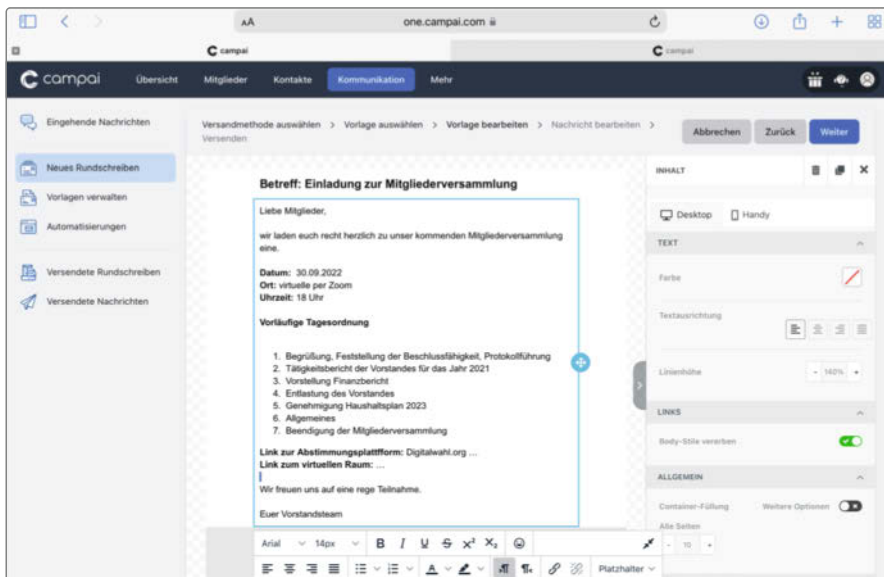 AA
one.campai.com
campai
campai
campai Übersicht Mitglieder Kontakte Kommunikation Mehr
Eingehende Nachrichten
Neues Rundschreiben
Vorlagen verwalten
Automatisierungen
Versendete Rundschreiben
Versendete Nachrichten
Versandmethode auswählen > Vorlage auswählen > Vorlage bearbeiten > Nachricht bearbeiten >
Versenden
Abbrechen Zurück Weiter
Betreff: Einladung zur Mitgliederversammlung
Liebe Mitglieder,
wir laden euch recht herzlich zu unser kommenden Mitgliederversammlung
eine.
Datum: 30.09.2022
Ort: virtuelle per Zoom
Uhrzeit: 18 Uhr
Vorläufige Tagesordnung
1. Begrüßung, Feststellung der Beschlussfähigkeit, Protokollführung
2. Tätigkeitsbericht der Vorstandes für das Jahr 2021
3. Vorstellung Finanzbericht
4. Entlastung des Vorstandes
5. Genehmigung Haushaltsplan 2023
6. Allgemeines
7. Beendigung der Mitgliederversammlung
Link zur Abstimmungsplattfform: Digitalwahl.org ...
Link zum virtuellen Raum: ...
Wir freuen uns auf eine rege Teilnahme.
Euer Vorstandsteam
Arial 14px B I U S X² X₂
A Platzhalter
INHALT
Desktop Handy
TEXT
Farbe
Textausrichtung
Linienhöhe - 140% +
LINKS
Body-Stile vererben
ALLGEMEIN
Container-Füllung Weitere Optionen
Alle Seiten
- 10 +